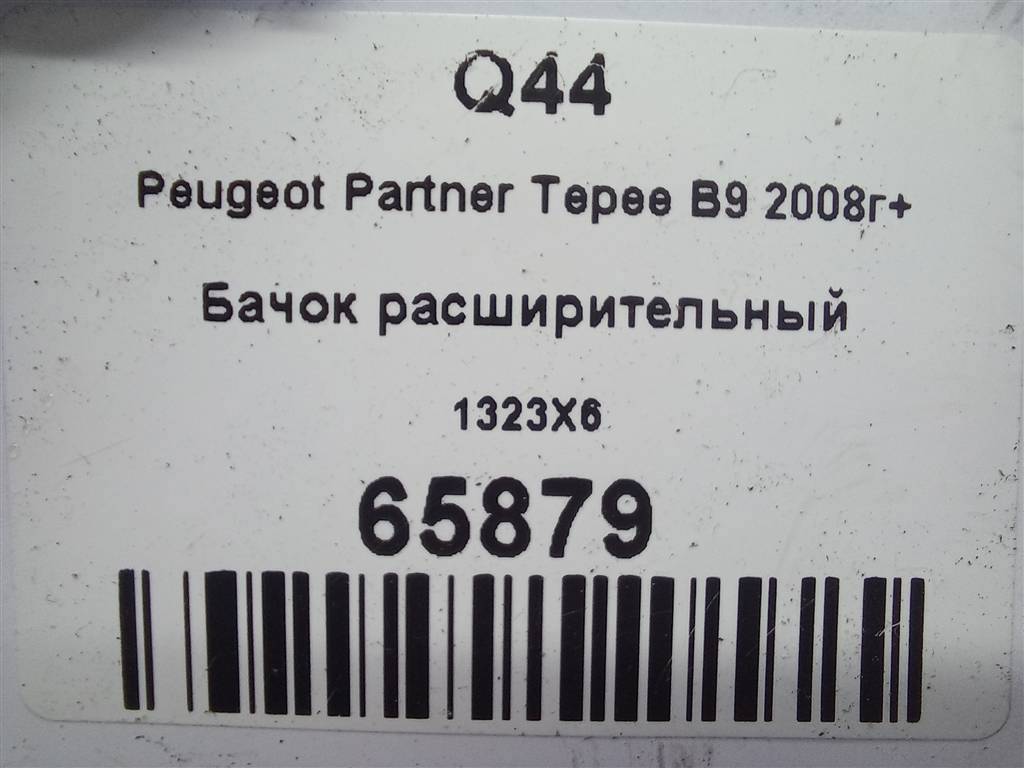 Q44
Peugeot Partner Tepee B9 2008г+
Бачок расширительный
1323X6
65879